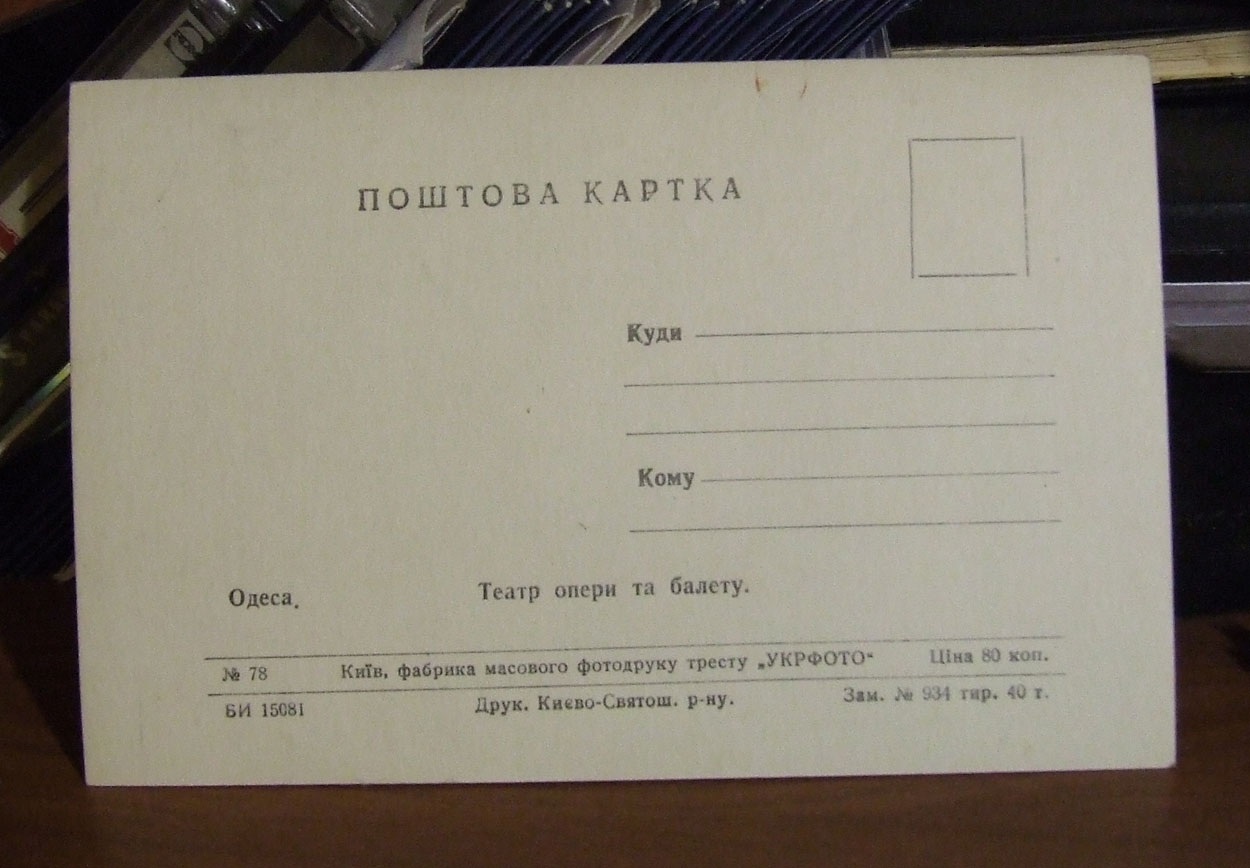 ПОШТОВА КАРТКА
Куди
Кому
Одеса. Театр опери та балету.
№ 78 Київ, фабрика масового фотодруку тресту „УКРФОТО“ Ціна 80 коп.
БИ 15081 Друк. Києво-Святош. р-ну. Зам. № 934 тир. 40 т.